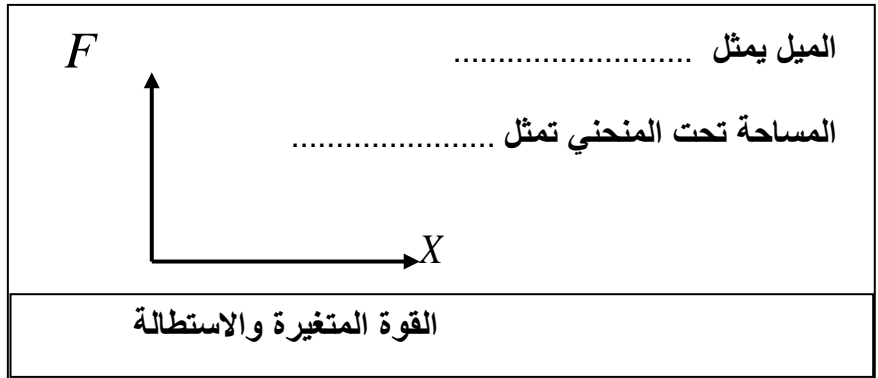 F
الميل يمثل ...........................
المساحة تحت المنحني تمثل .......................
X
القوة المتغيرة والاستطالة